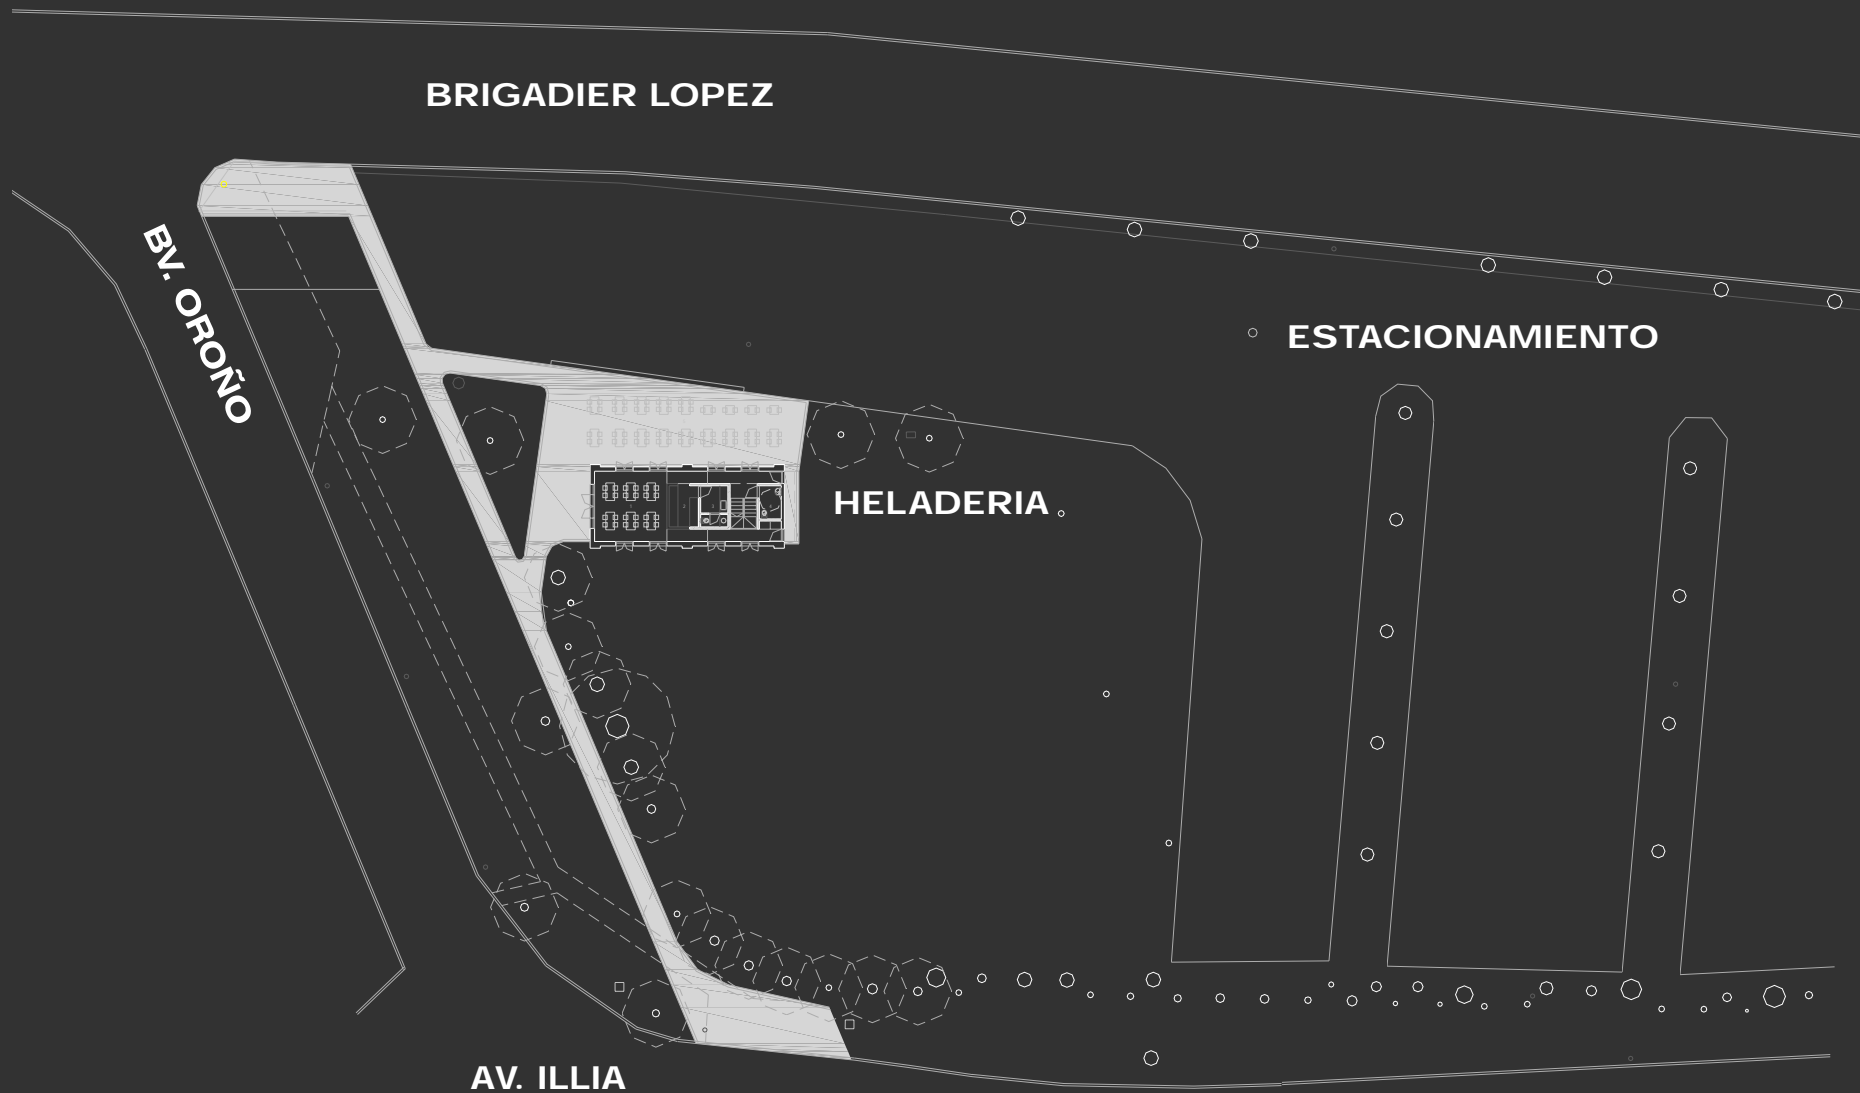 BRIGADIER LOPEZ
BV. OROÑO
ESTACIONAMIENTO
HELADERIA
AV. ILLIA